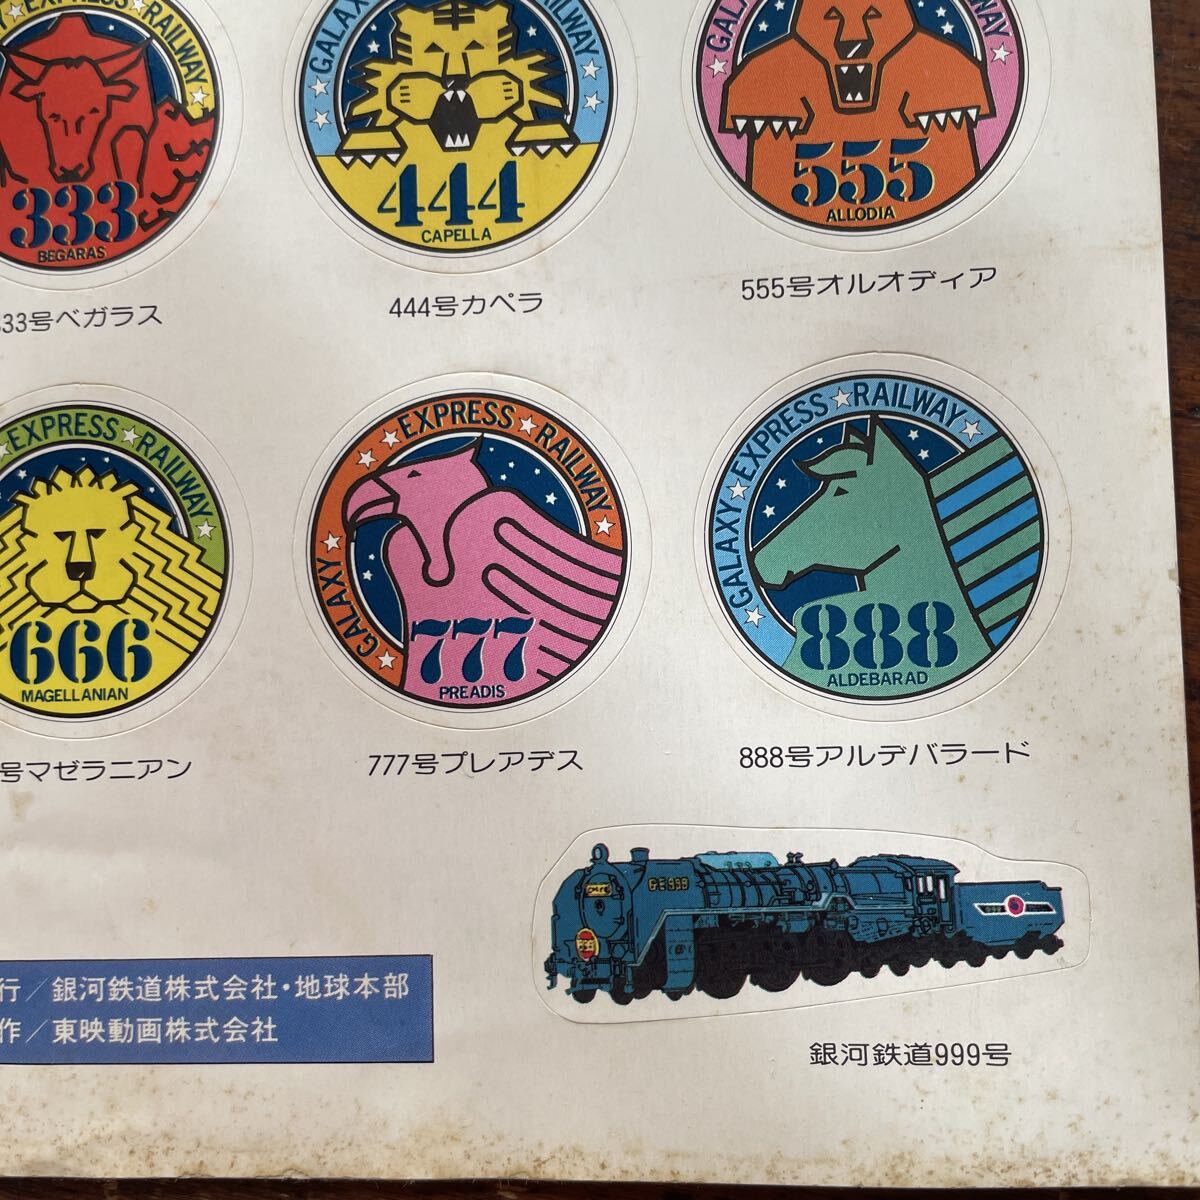 EXPRESS RAILWAY
333
BEGARAS
333号ベガラス
GALAXY
RAILWAY
444
CAPELLA
444号カペラ
GALAXY
RAILWAY
555
ALLODIA
555号オルオディア
EXPRESS RAILWAY
666
MAGELLANIAN
号マゼラニアン
GALAXY EXPRESS RAILWAY
777
PREADIS
777号プレアデス
GALAXY EXPRESS RAILWAY
888
ALDEBARAD
888号アルデバラード
999
銀河鉄道999号
行/銀河鉄道株式会社・地球本部
作/東映動画株式会社